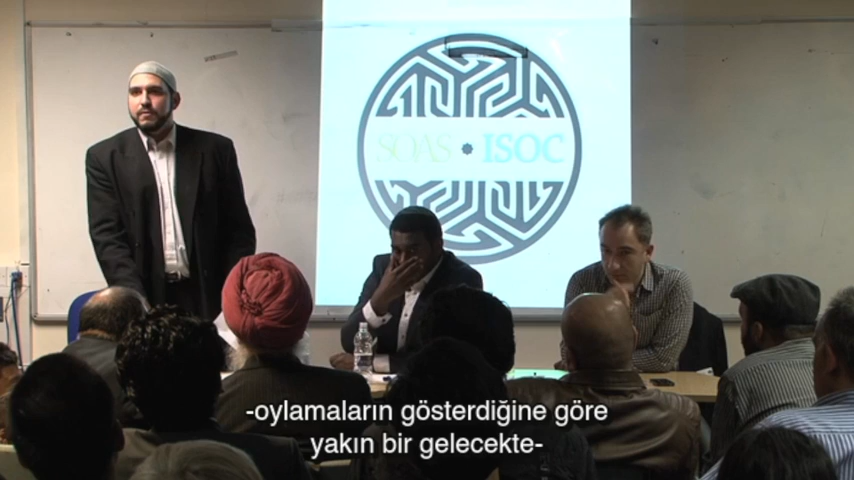 SOAS • ISOC
-oylamaların gösterdiğine göre
yakın bir gelecekte-